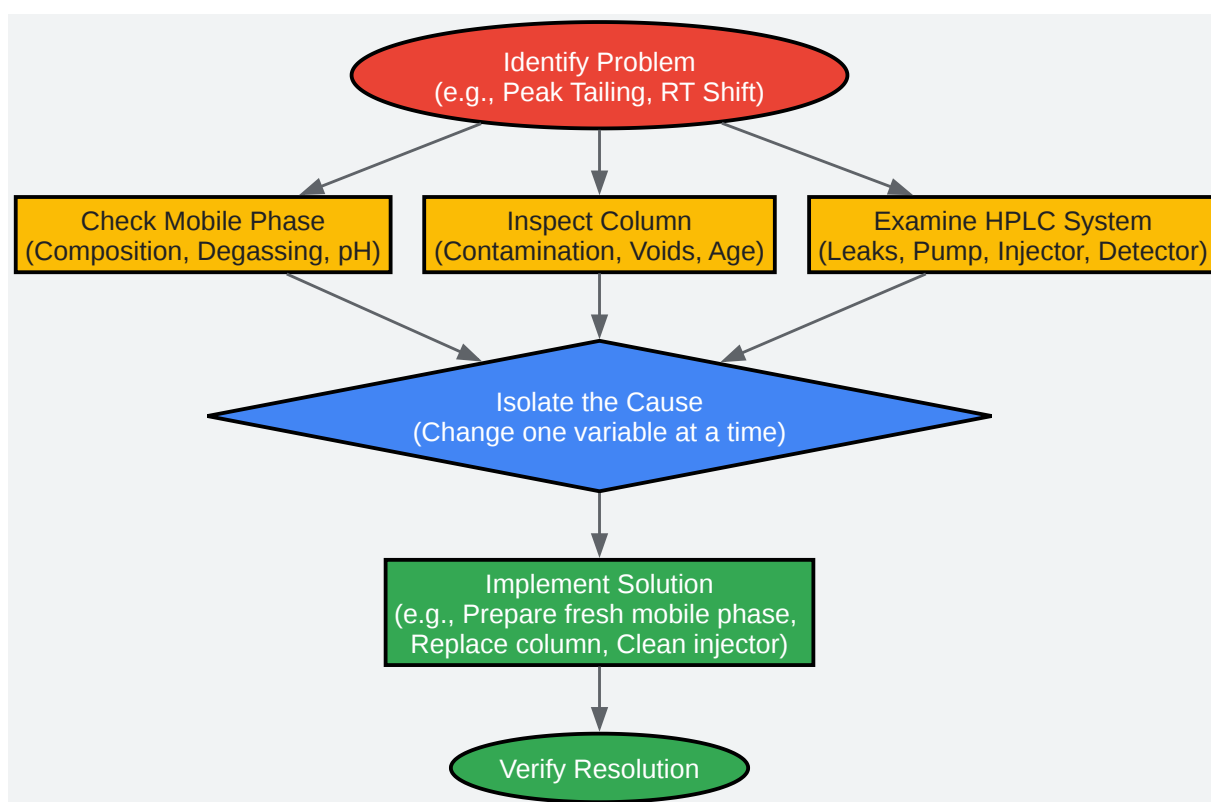 Identify Problem
(e.g., Peak Tailing, RT Shift)
Check Mobile Phase
(Composition, Degassing, pH)
Inspect Column
(Contamination, Voids, Age)
Examine HPLC System
(Leaks, Pump, Injector, Detector)
Isolate the Cause
(Change one variable at a time)
Implement Solution
(e.g., Prepare fresh mobile phase,
Replace column, Clean injector)
Verify Resolution